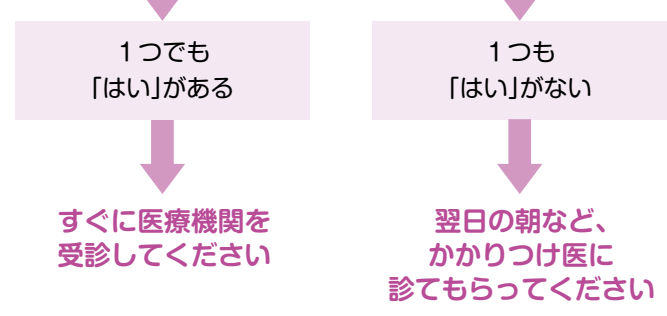 1つでも
「はい」がある
すぐに医療機関を
受診してください
1つも
「はい」がない
翌日の朝など、
かかりつけ医に
診てもらってください